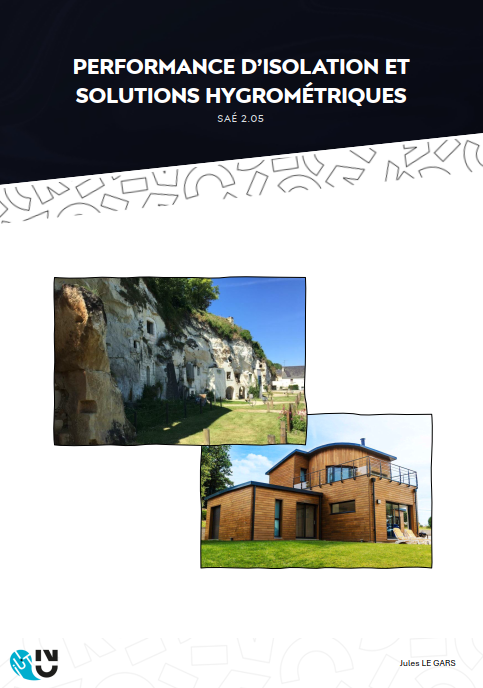 PERFORMANCE D’ISOLATION ET
SOLUTIONS HYGROMÉTRIQUES
SAÉ 2.05
Jules LE GARS